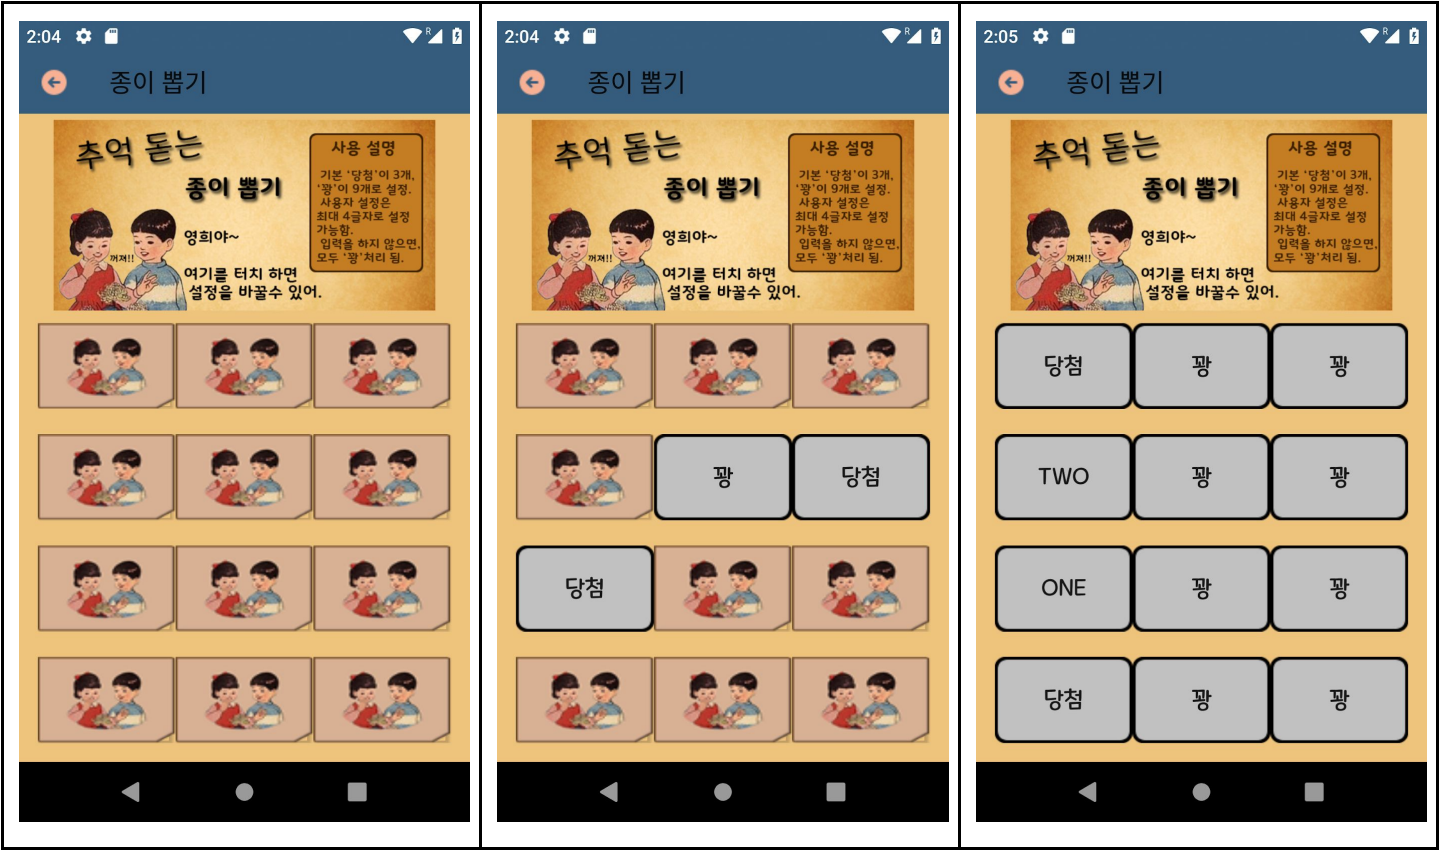 2:04
종이 뽑기
추억 돋는
종이 뽑기
영희야~
꺼져!!
여기를 터치 하면
설정을 바꿀수 있어.
사용 설명
기본 '당첨'이 3개,
'꽝'이 9개로 설정.
사용자 설정은
최대 4글자로 설정
가능함.
입력을 하지 않으면,
모두 '꽝'처리 됨.
2:04
종이 뽑기
추억 돋는
종이 뽑기
영희야~
꺼져!!
여기를 터치 하면
설정을 바꿀수 있어.
사용 설명
기본 '당첨'이 3개,
'꽝'이 9개로 설정.
사용자 설정은
최대 4글자로 설정
가능함.
입력을 하지 않으면,
모두 '꽝'처리 됨.
꽝 당첨
당첨
2:05
종이 뽑기
추억 돋는
종이 뽑기
영희야~
꺼져!!
여기를 터치 하면
설정을 바꿀수 있어.
사용 설명
기본 '당첨'이 3개,
'꽝'이 9개로 설정.
사용자 설정은
최대 4글자로 설정
가능함.
입력을 하지 않으면,
모두 '꽝'처리 됨.
당첨 꽝 꽝
TWO 꽝 꽝
ONE 꽝 꽝
당첨 꽝 꽝